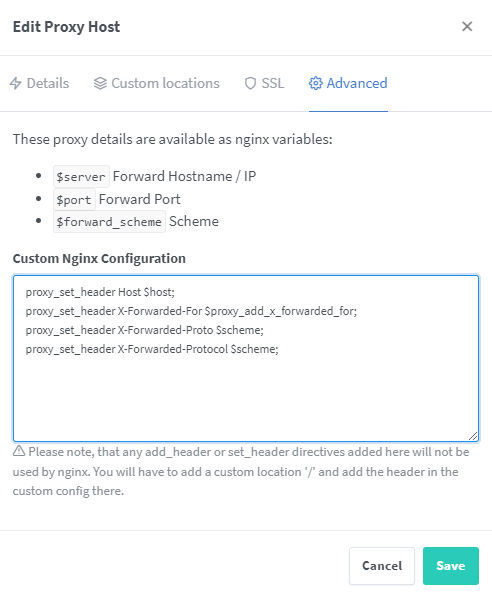 Edit Proxy Host
Details
Custom locations
SSL
Advanced
These proxy details are available as nginx variables:
$server Forward Hostname / IP
$port Forward Port
$forward_scheme Scheme
Custom Nginx Configuration
proxy_set_header Host $host;
proxy_set_header X-Forwarded-For $proxy_add_x_forwarded_for;
proxy_set_header X-Forwarded-Proto $scheme;
proxy_set_header X-Forwarded-Protocol $scheme;
Please note, that any add_header or set_header directives added here will not be
used by nginx. You will have to add a custom location '/' and add the header in the
custom config there.
Cancel
Save